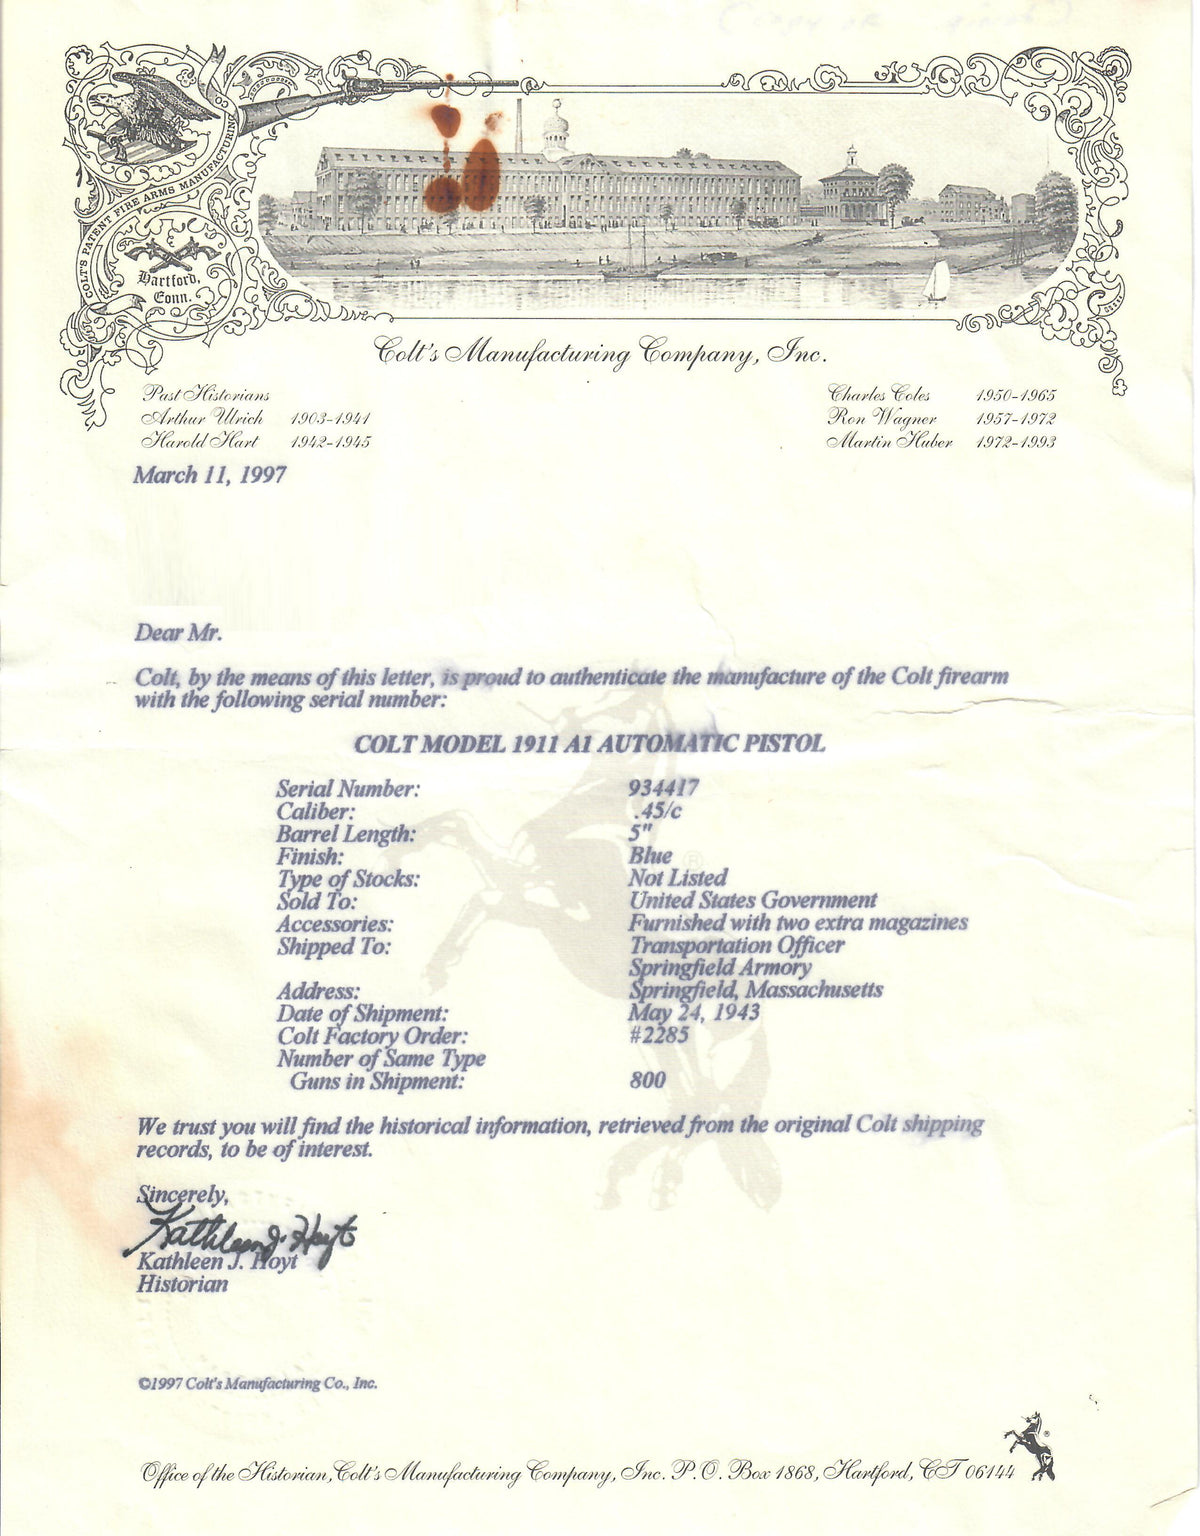 COLT'S PATENT FIRE ARMS MANUFACTURING CO
Hartford,
Conn.
Colt's Manufacturing Company, Inc.
Past Historians
Arthur Ulrich 1903-1941
Harold Hart 1942-1945
Charles Coles 1950-1965
Ron Wagner 1957-1972
Martin Huber 1972-1993
March 11, 1997
Dear Mr.
Colt, by the means of this letter, is proud to authenticate the manufacture of the Colt firearm
with the following serial number:
COLT MODEL 1911 A1 AUTOMATIC PISTOL
Serial Number: 934417
Caliber: .45/c
Barrel Length: 5"
Finish: Blue
Type of Stocks: Not Listed
Sold To: United States Government
Accessories: Furnished with two extra magazines
Shipped To: Transportation Officer
Springfield Armory
Address: Springfield, Massachusetts
Date of Shipment: May 24, 1943
Colt Factory Order: #2285
Number of Same Type
Guns in Shipment: 800
We trust you will find the historical information, retrieved from the original Colt shipping
records, to be of interest.
Sincerely,
Kathleen J. Hoyt
Kathleen J. Hoyt
Historian
©1997 Colt's Manufacturing Co., Inc.
Office of the Historian, Colt's Manufacturing Company, Inc. P.O. Box 1868, Hartford, CT 06144